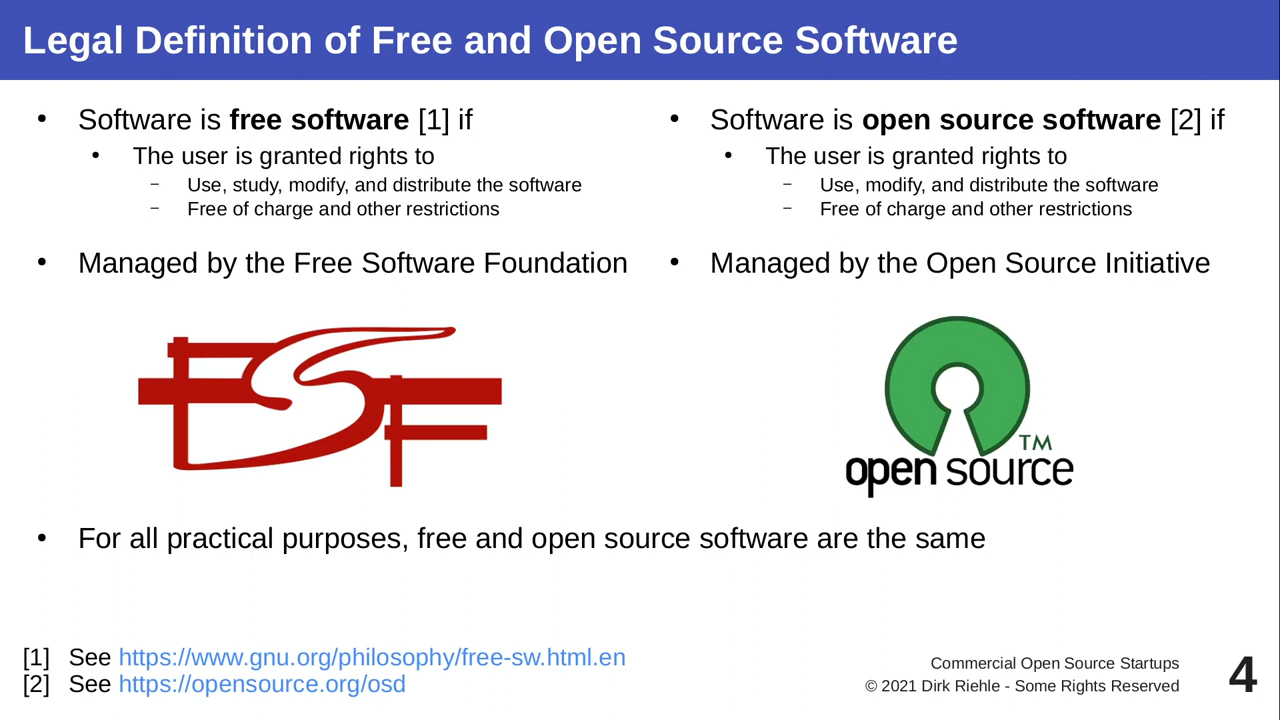 Legal Definition of Free and Open Source Software
• Software is free software [1] if
• The user is granted rights to
– Use, study, modify, and distribute the software
– Free of charge and other restrictions
• Managed by the Free Software Foundation
FSF
• Software is open source software [2] if
• The user is granted rights to
– Use, modify, and distribute the software
– Free of charge and other restrictions
• Managed by the Open Source Initiative
TM
open source
• For all practical purposes, free and open source software are the same
[1] See https://www.gnu.org/philosophy/free-sw.html.en
[2] See https://opensource.org/osd
Commercial Open Source Startups
© 2021 Dirk Riehle - Some Rights Reserved
4